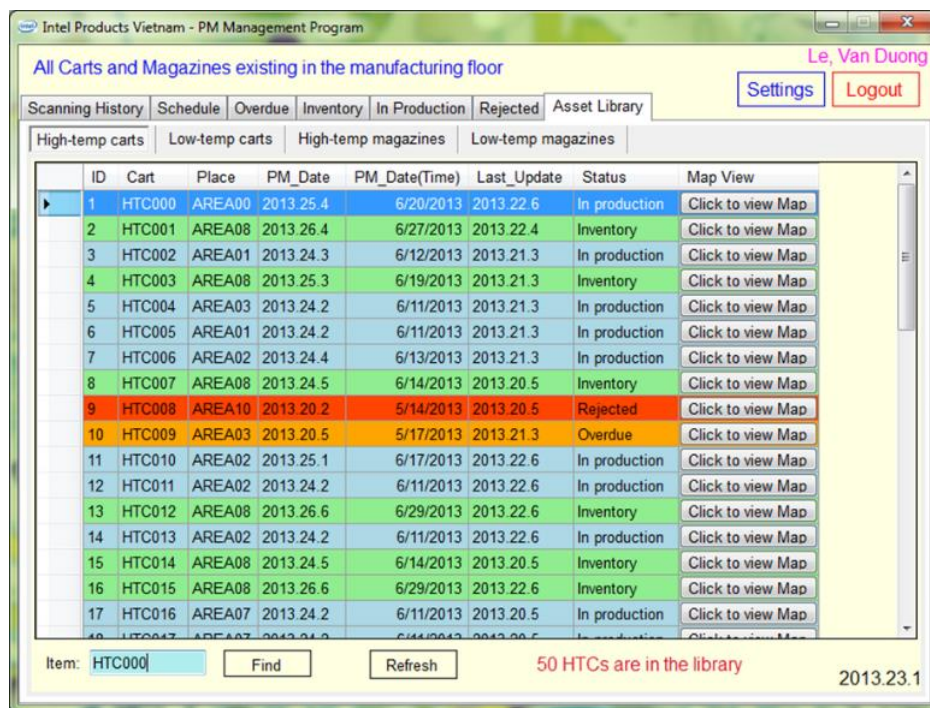 Intel Products Vietnam - PM Management Program
Le, Van Duong
All Carts and Magazines existing in the manufacturing floor
Settings Logout
Scanning History Schedule Overdue Inventory In Production Rejected Asset Library
High-temp carts Low-temp carts High-temp magazines Low-temp magazines
ID Cart Place PM_Date PM_Date(Time) Last_Update Status Map View
1 HTC000 AREA00 2013.25.4 6/20/2013 2013.22.6 In production Click to view Map
2 HTC001 AREA08 2013.26.4 6/27/2013 2013.22.4 Inventory Click to view Map
3 HTC002 AREA01 2013.24.3 6/12/2013 2013.21.3 In production Click to view Map
4 HTC003 AREA08 2013.25.3 6/19/2013 2013.21.3 Inventory Click to view Map
5 HTC004 AREA03 2013.24.2 6/11/2013 2013.21.3 In production Click to view Map
6 HTC005 AREA01 2013.24.2 6/11/2013 2013.21.3 In production Click to view Map
7 HTC006 AREA02 2013.24.4 6/13/2013 2013.21.3 In production Click to view Map
8 HTC007 AREA08 2013.24.5 6/14/2013 2013.20.5 Inventory Click to view Map
9 HTC008 AREA10 2013.20.2 5/14/2013 2013.20.5 Rejected Click to view Map
10 HTC009 AREA03 2013.20.5 5/17/2013 2013.21.3 Overdue Click to view Map
11 HTC010 AREA02 2013.25.1 6/17/2013 2013.22.6 In production Click to view Map
12 HTC011 AREA02 2013.24.2 6/11/2013 2013.22.6 In production Click to view Map
13 HTC012 AREA08 2013.26.6 6/29/2013 2013.22.6 Inventory Click to view Map
14 HTC013 AREA02 2013.24.2 6/11/2013 2013.22.6 In production Click to view Map
15 HTC014 AREA08 2013.24.5 6/14/2013 2013.22.6 Inventory Click to view Map
16 HTC015 AREA08 2013.26.6 6/29/2013 2013.22.6 Inventory Click to view Map
17 HTC016 AREA07 2013.24.2 6/11/2013 2013.20.5 In production Click to view Map
Item: HTC000 Find Refresh 50 HTCs are in the library
2013.23.1